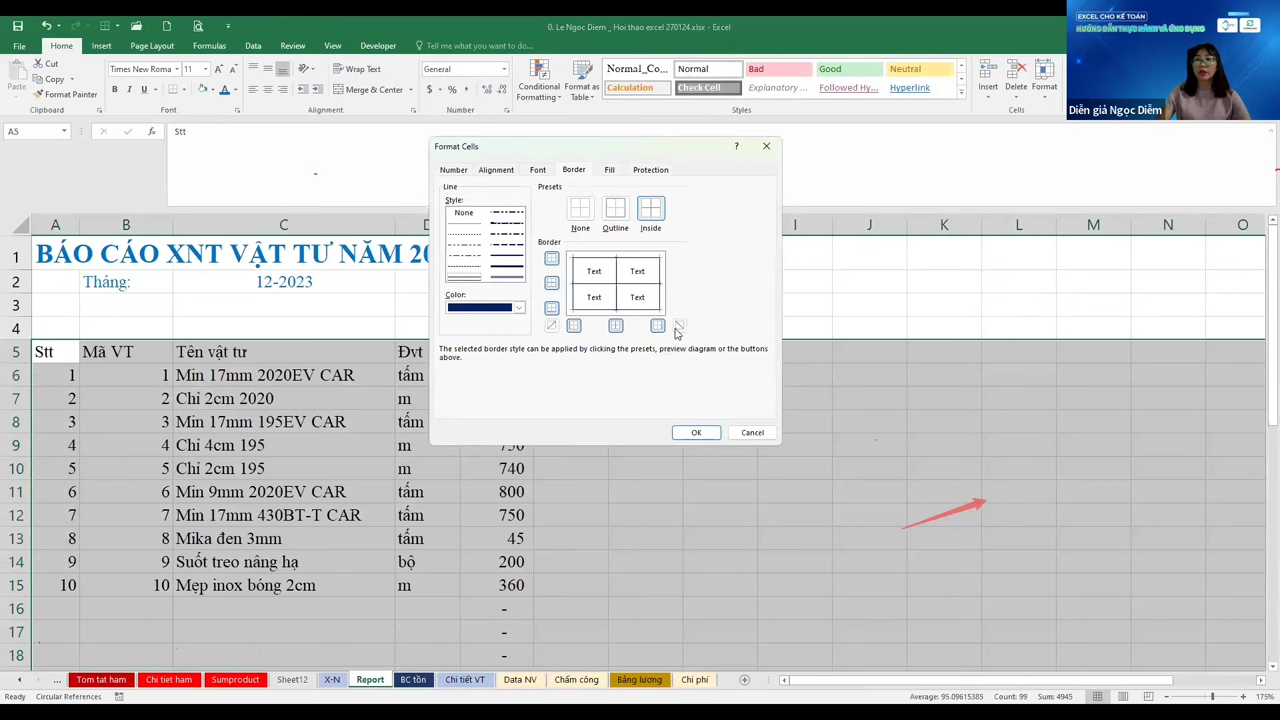 0. Le Ngoc Diem _ Hoi thao excel 270124.xlsx - Excel
EXCEL CHO KẾ TOÁN
HƯỚNG DẪN THỰC HÀNH VÀ ỨNG DỤNG
Diễn giả Ngọc Diễm
File Home Insert Page Layout Formulas Data Review View Developer Tell me what you want to do...
Cut
Copy
Format Painter
Paste
Clipboard
Times New Roma 11
B I U
Font
Wrap Text
Merge & Center
Alignment
General
$ % ,
Number
Conditional Formatting
Format as Table
Normal_Co... Normal Bad Good Neutral
Calculation Check Cell Explanatory ... Followed Hy... Hyperlink
Styles
Insert Delete Format
Cells
A5 fx Stt
Format Cells ?
Number Alignment Font Border Fill Protection
Line
Style:
None
Color:
Presets
None Outline Inside
Border
Text Text
Text Text
The selected border style can be applied by clicking the presets, preview diagram or the buttons
above.
OK Cancel
A B C D I J K L M N O
1 BÁO CÁO XNT VẬT TƯ NĂM 20
2 Tháng: 12-2023
3
4
5 Stt Mã VT Tên vật tư Đvt
6 1 1 Min 17mm 2020EV CAR tấm
7 2 2 Chỉ 2cm 2020 m
8 3 3 Min 17mm 195EV CAR tấm
9 4 4 Chỉ 4cm 195 m 750
10 5 5 Chỉ 2cm 195 m 740
11 6 6 Min 9mm 2020EV CAR tấm 800
12 7 7 Min 17mm 430BT-T CAR tấm 750
13 8 8 Mika đen 3mm tấm 45
14 9 9 Suốt treo nâng hạ bộ 200
15 10 10 Mẹp inox bóng 2cm m 360
16 -
17 -
18 -
... Tom tat ham Chi tiet ham Sumproduct Sheet12 X-N Report BC tồn Chi tiết VT Data NV Chấm công Bảng lương Chi phí
Ready Circular References Average: 95.09615385 Count: 99 Sum: 4945 175%